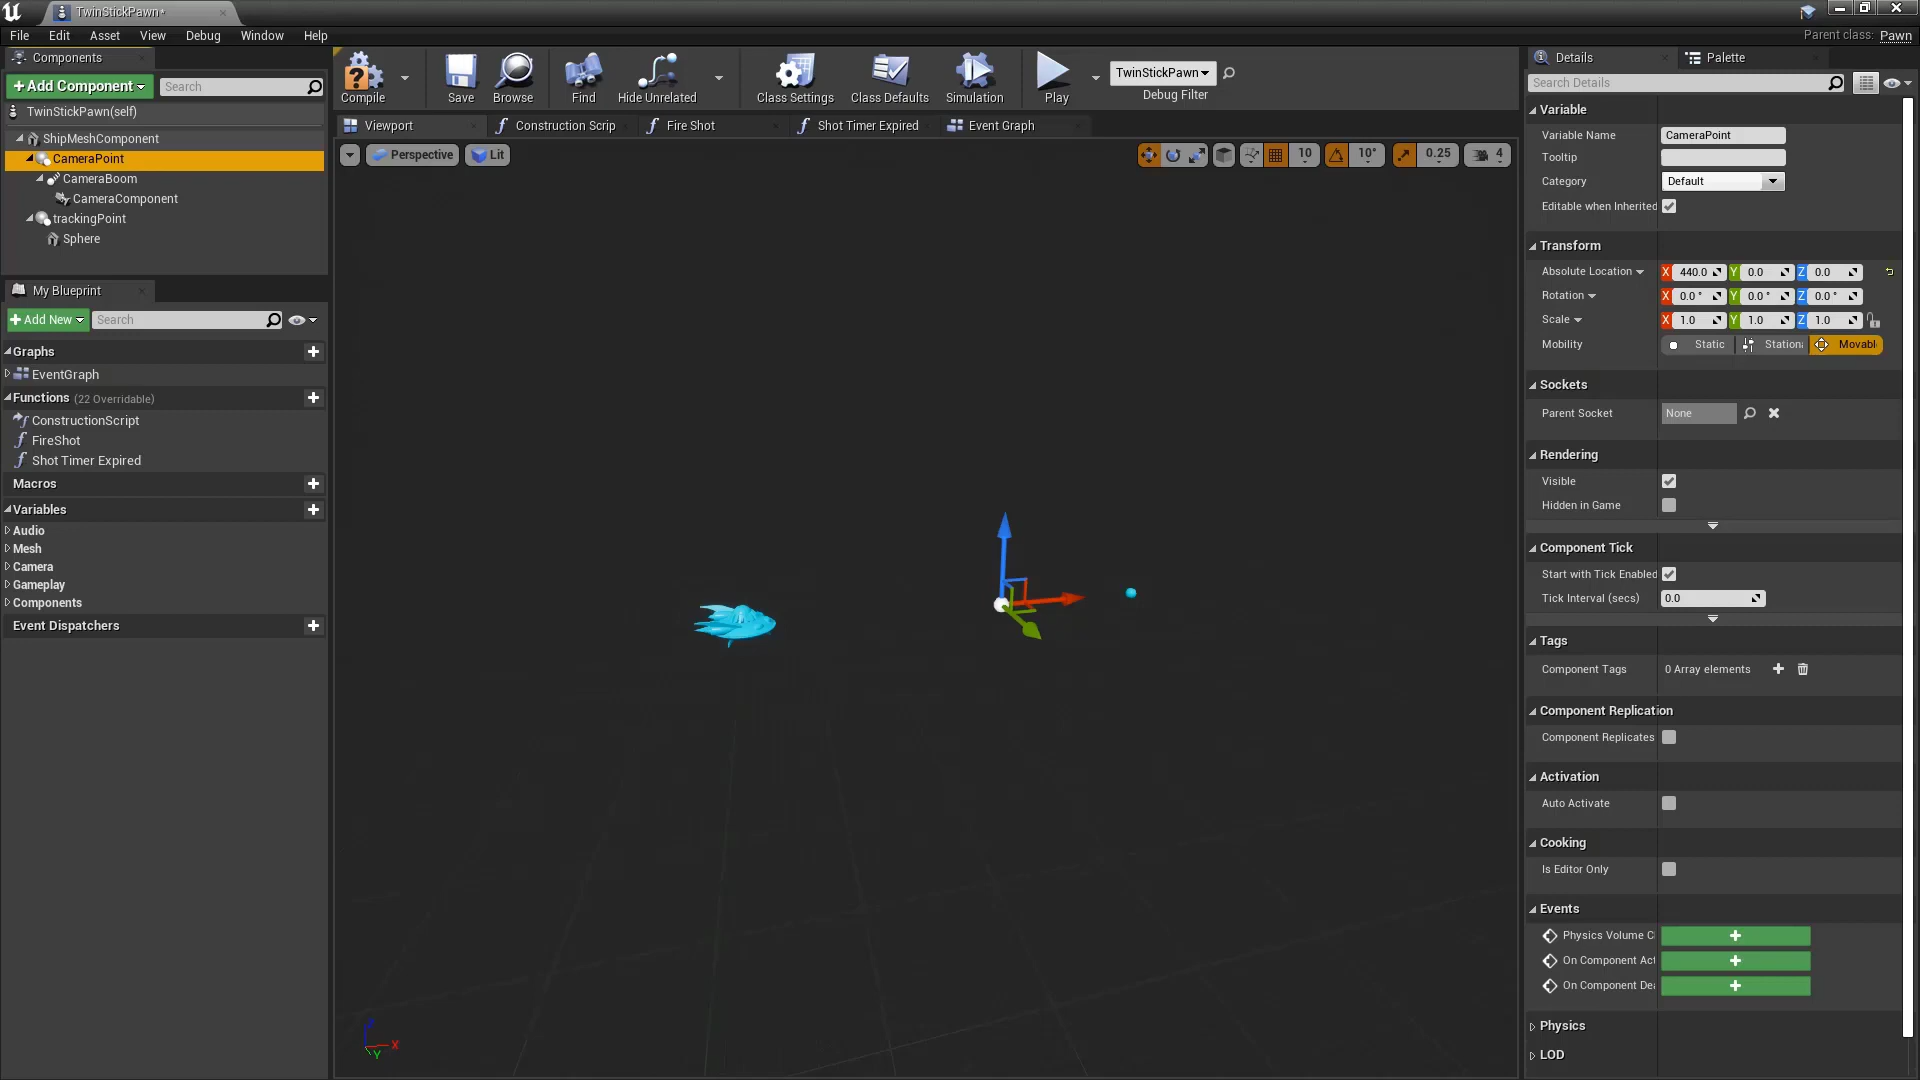 TwinStickPawn*
File Edit Asset View Debug Window Help
Parent class: Pawn
Components
+Add Component
Search
TwinStickPawn(self)
ShipMeshComponent
CameraPoint
CameraBoom
CameraComponent
trackingPoint
Sphere
My Blueprint
+Add New
Search
Graphs
EventGraph
Functions (22 Overridable)
ConstructionScript
FireShot
Shot Timer Expired
Macros
Variables
Audio
Mesh
Camera
Gameplay
Components
Event Dispatchers
Compile Save Browse Find Hide Unrelated Class Settings Class Defaults Simulation Play
TwinStickPawn
Debug Filter
Viewport Construction Scrip Fire Shot Shot Timer Expired Event Graph
Perspective Lit 10 10° 0.25 4
X
Y
Details Palette
Search Details
Variable
Variable Name CameraPoint
Tooltip
Category Default
Editable when Inherited
Transform
Absolute Location X 440.0 Y 0.0 Z 0.0
Rotation X 0.0° Y 0.0° Z 0.0°
Scale X 1.0 Y 1.0 Z 1.0
Mobility Static Stationa Movabl
Sockets
Parent Socket None
Rendering
Visible
Hidden in Game
Component Tick
Start with Tick Enabled
Tick Interval (secs) 0.0
Tags
Component Tags 0 Array elements
Component Replication
Component Replicates
Activation
Auto Activate
Cooking
Is Editor Only
Events
Physics Volume C
On Component Act
On Component Dea
Physics
LOD